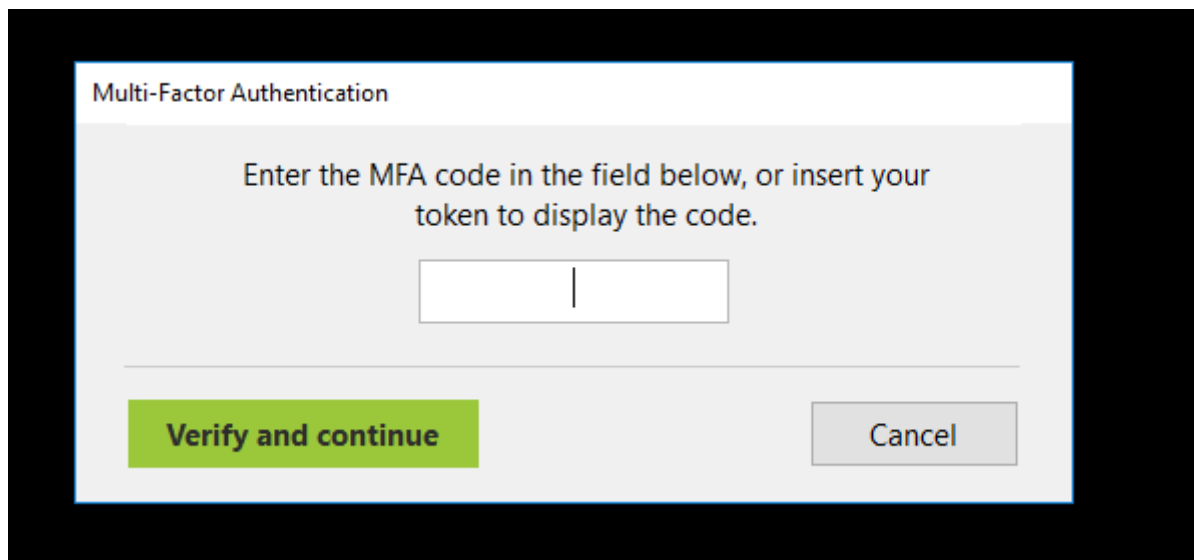 Multi-Factor Authentication
Enter the MFA code in the field below, or insert your
token to display the code.
Verify and continue
Cancel